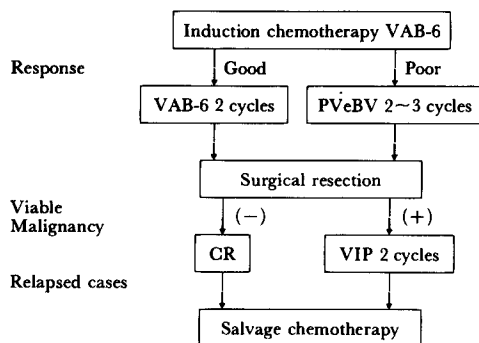 Induction chemotherapy VAB-6
Response
Good
Poor
VAB-6 2 cycles
PVeBV 2~3 cycles
Surgical resection
Viable
Malignancy
(−)
(+)
CR
VIP 2 cycles
Relapsed cases
Salvage chemotherapy